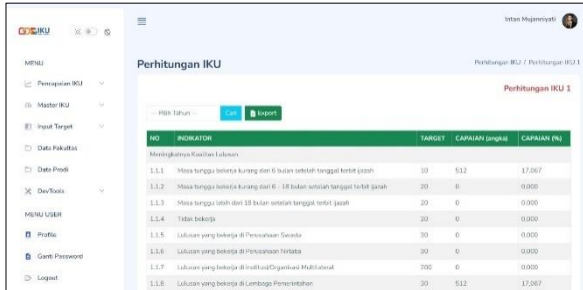 GOSIKU
Intan Mujanniyati
MENU
Pencapaian IKU
Master IKU
Input Target
Data Fakultas
Data Prodi
DevTools
MENU USER
Profile
Ganti Password
Logout
Perhitungan IKU
Perhitungan IKU / Perhitungan IKU 1
Perhitungan IKU 1
-- Pilih Tahun -- Cari Export
NO INDIKATOR TARGET CAPAIAN (angka) CAPAIAN (%)
Meningkatnya Kualitas Lulusan
1.1.1 Masa tunggu bekerja kurang dari 6 bulan setelah tanggal terbit ijazah 10 512 17,067
1.1.2 Masa tunggu bekerja kurang dari 6 - 18 bulan setelah tanggal terbit ijazah 20 0 0,000
1.1.3 Masa tunggu lebih dari 18 bulan setelah tanggal terbit ijazah 20 0 0,000
1.1.4 Tidak bekerja 20 0 0,000
1.1.5 Lulusan yang bekerja di Perusahaan Swasta 30 0 0,000
1.1.6 Lulusan yang bekerja di Perusahaan Nirlaba 30 0 0,000
1.1.7 Lulusan yang bekerja di Institusi/Organisasi Multilateral 200 0 0,000
1.1.8 Lulusan yang bekerja di Lembaga Pemerintahan 30 512 17,067